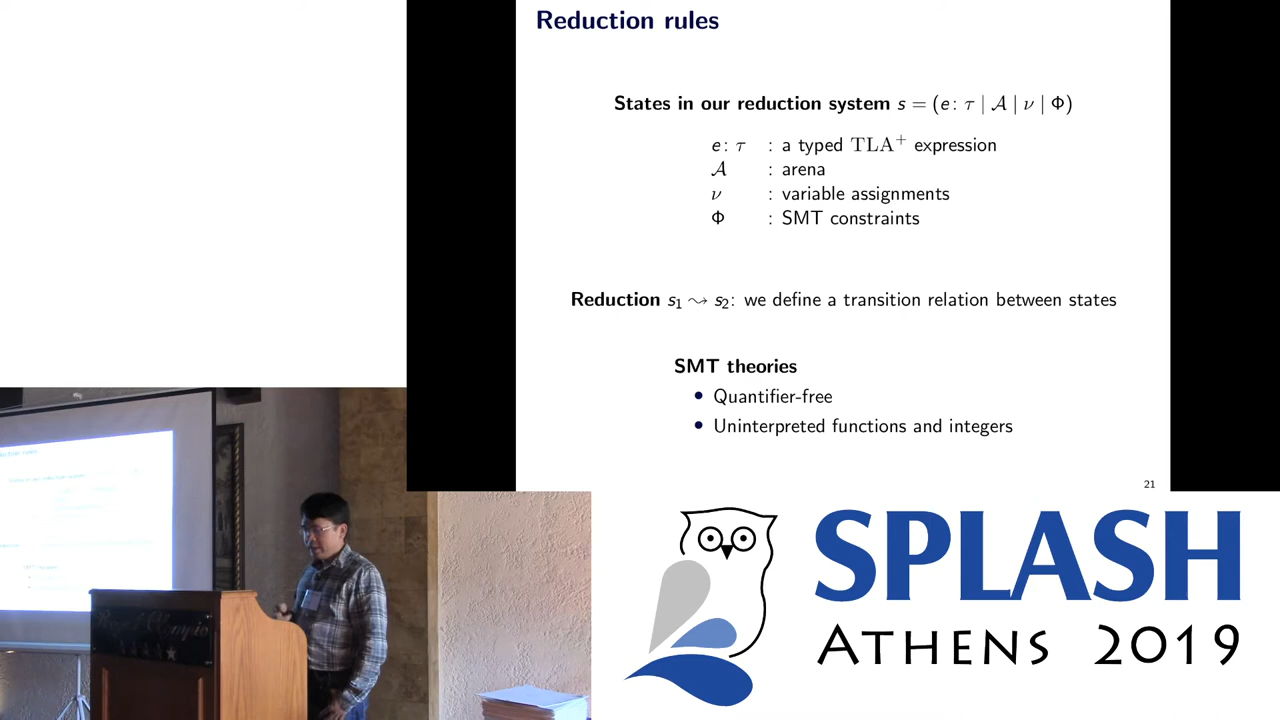 Reduction rules
States in our reduction system s = (e : τ | 𝒜 | ν | Φ)
e : τ : a typed TLA⁺ expression
𝒜 : arena
ν : variable assignments
Φ : SMT constraints
Reduction s₁ ⇝ s₂: we define a transition relation between states
SMT theories
• Quantifier-free
• Uninterpreted functions and integers
21
SPLASH
ATHENS 2019